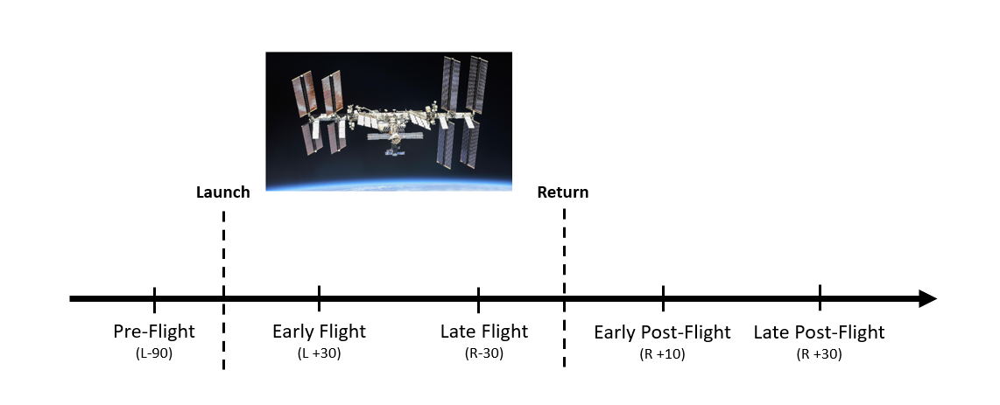 Launch
Return
Pre-Flight
(L-90)
Early Flight
(L +30)
Late Flight
(R-30)
Early Post-Flight
(R +10)
Late Post-Flight
(R +30)